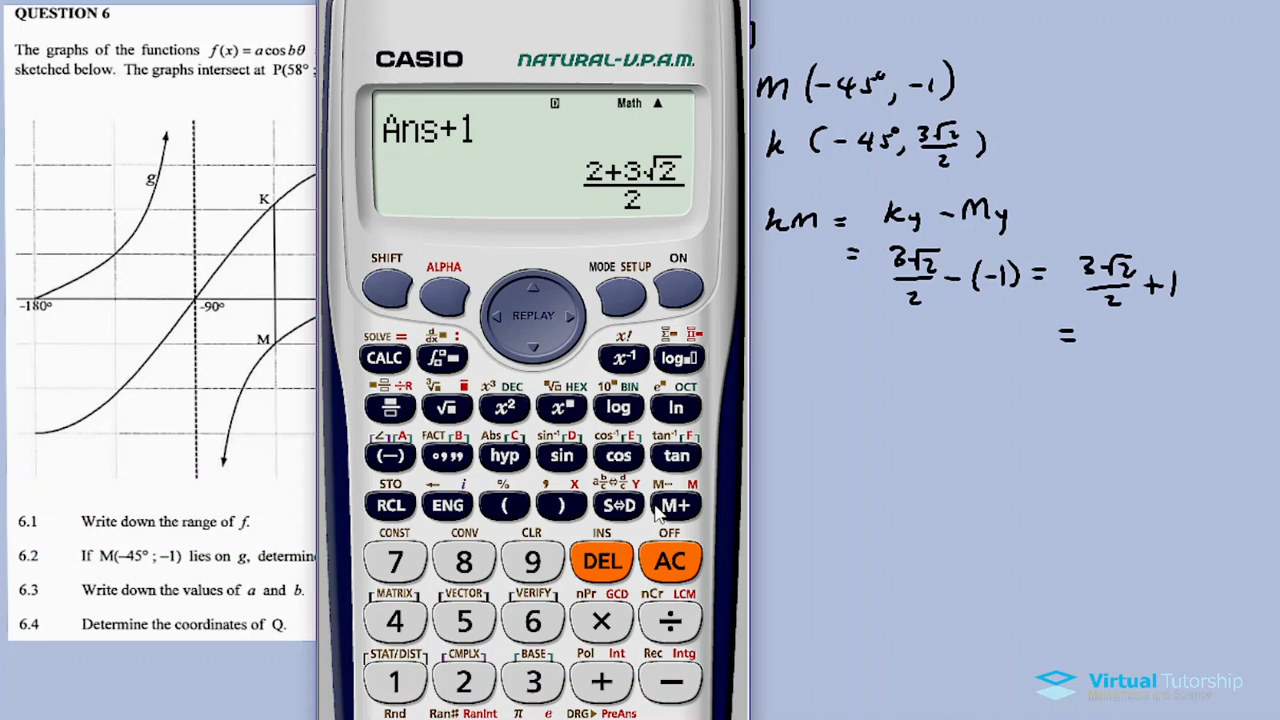 QUESTION 6
The graphs of the functions f(x) = a cos bθ
sketched below. The graphs intersect at P(58° ;
g
K
-180°
-90°
M
6.1 Write down the range of f.
6.2 If M(–45° ; –1) lies on g, determin
6.3 Write down the values of a and b.
6.4 Determine the coordinates of Q.
CASIO NATURAL-V.P.A.M.
D Math ▲
Ans+1
2+3√2
2
SHIFT ALPHA MODE SETUP ON
REPLAY
SOLVE = d/dx : x! Σ Π
CALC ∫ x⁻¹ log
÷R ³√ x³ DEC HEX 10 BIN e OCT
√ x² x log ln
∠ A FACT B Abs C sin⁻¹ D cos⁻¹ E tan⁻¹ F
(—) °''' hyp sin cos tan
STO ← i % , X a b/c⇔d/c Y M– M
RCL ENG ( ) S⇔D M+
CONST CONV CLR INS OFF
7 8 9 DEL AC
MATRIX VECTOR VERIFY nPr GCD nCr LCM
4 5 6 × ÷
STAT/DIST CMPLX BASE Pol Int Rec Intg
1 2 3 + −
Rnd Ran# RanInt π e DRG▶ PreAns
M (-45°, -1)
K (-45°, 3√2/2)
KM = Ky - My
= 3√2/2 - (-1) = 3√2/2 + 1
=
Virtual Tutorship
Mathematics and Science